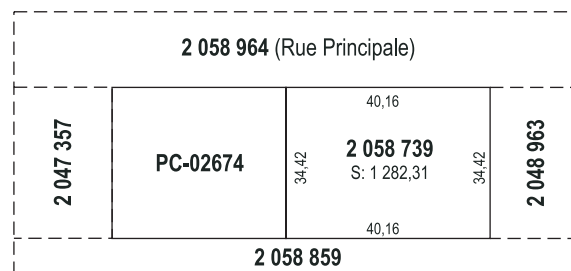 2 058 964 (Rue Principale)
2 047 357
PC-02674
34,42
40,16
2 058 739
S: 1 282,31
40,16
34,42
2 048 963
2 058 859